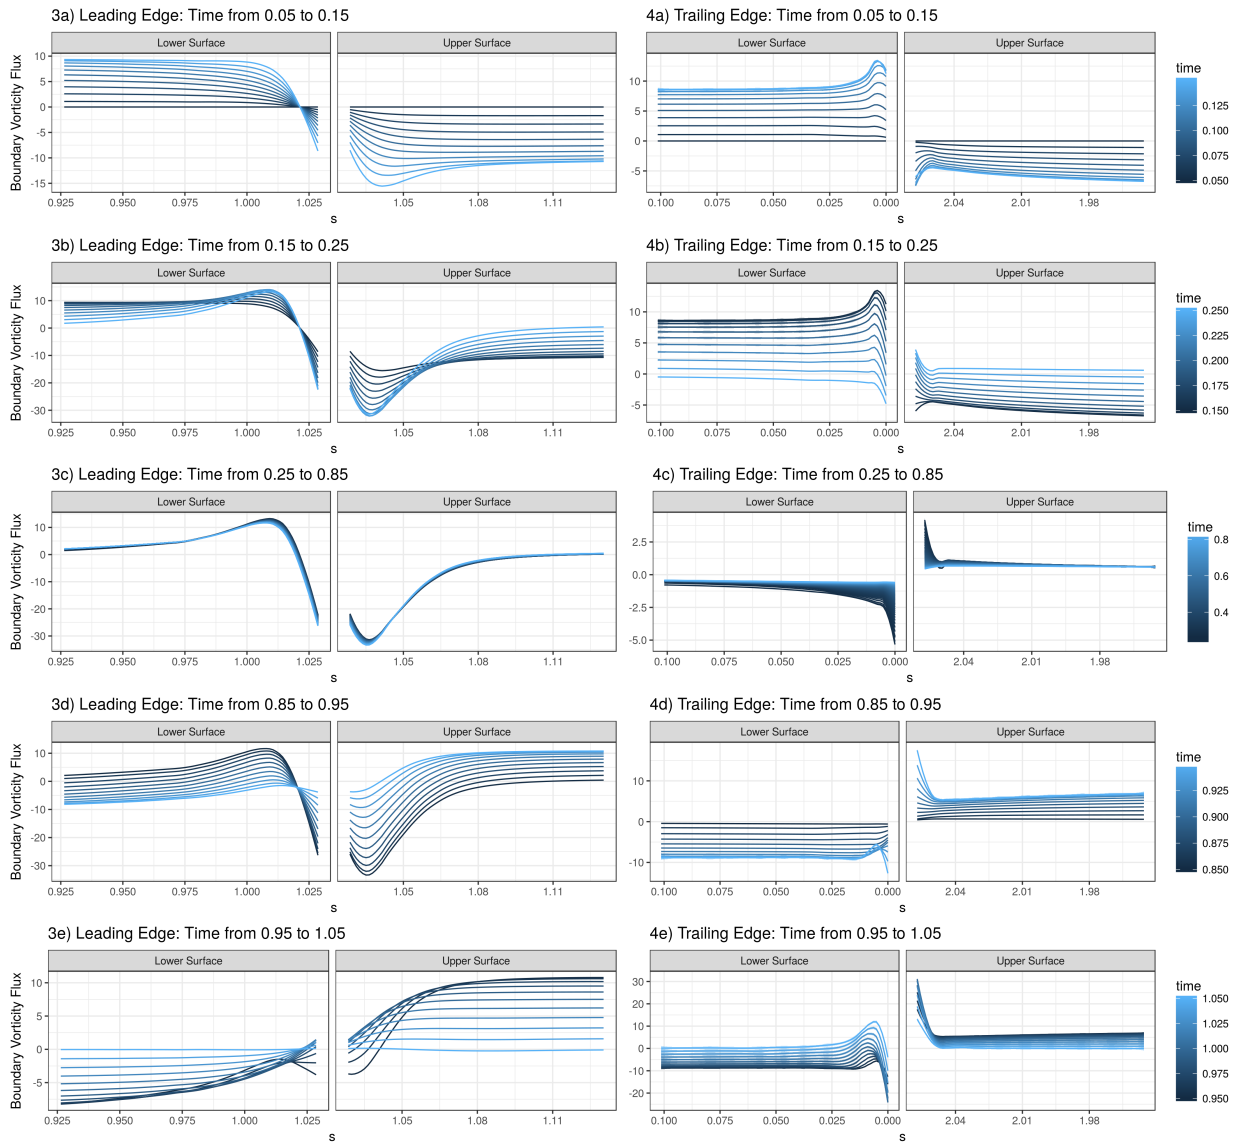 3a) Leading Edge: Time from 0.05 to 0.15
Lower Surface
Upper Surface
Boundary Vorticity Flux
10
5
0
-5
-10
-15
0.925 0.950 0.975 1.000 1.025
1.05 1.08 1.11
s
4a) Trailing Edge: Time from 0.05 to 0.15
Lower Surface
Upper Surface
10
5
0
-5
0.100 0.075 0.050 0.025 0.000
2.04 2.01 1.98
s
time
0.125
0.100
0.075
0.050
3b) Leading Edge: Time from 0.15 to 0.25
Lower Surface
Upper Surface
Boundary Vorticity Flux
10
0
-10
-20
-30
0.925 0.950 0.975 1.000 1.025
1.05 1.08 1.11
s
4b) Trailing Edge: Time from 0.15 to 0.25
Lower Surface
Upper Surface
10
5
0
-5
0.100 0.075 0.050 0.025 0.000
2.04 2.01 1.98
s
time
0.250
0.225
0.200
0.175
0.150
3c) Leading Edge: Time from 0.25 to 0.85
Lower Surface
Upper Surface
Boundary Vorticity Flux
10
0
-10
-20
-30
0.925 0.950 0.975 1.000 1.025
1.05 1.08 1.11
s
4c) Trailing Edge: Time from 0.25 to 0.85
Lower Surface
Upper Surface
2.5
0.0
-2.5
-5.0
0.100 0.075 0.050 0.025 0.000
2.04 2.01 1.98
s
time
0.8
0.6
0.4
3d) Leading Edge: Time from 0.85 to 0.95
Lower Surface
Upper Surface
Boundary Vorticity Flux
10
0
-10
-20
-30
0.925 0.950 0.975 1.000 1.025
1.05 1.08 1.11
s
4d) Trailing Edge: Time from 0.85 to 0.95
Lower Surface
Upper Surface
10
0
-10
0.100 0.075 0.050 0.025 0.000
2.04 2.01 1.98
s
time
0.925
0.900
0.875
0.850
3e) Leading Edge: Time from 0.95 to 1.05
Lower Surface
Upper Surface
Boundary Vorticity Flux
10
5
0
-5
0.925 0.950 0.975 1.000 1.025
1.05 1.08 1.11
s
4e) Trailing Edge: Time from 0.95 to 1.05
Lower Surface
Upper Surface
30
20
10
0
-10
-20
0.100 0.075 0.050 0.025 0.000
2.04 2.01 1.98
s
time
1.050
1.025
1.000
0.975
0.950